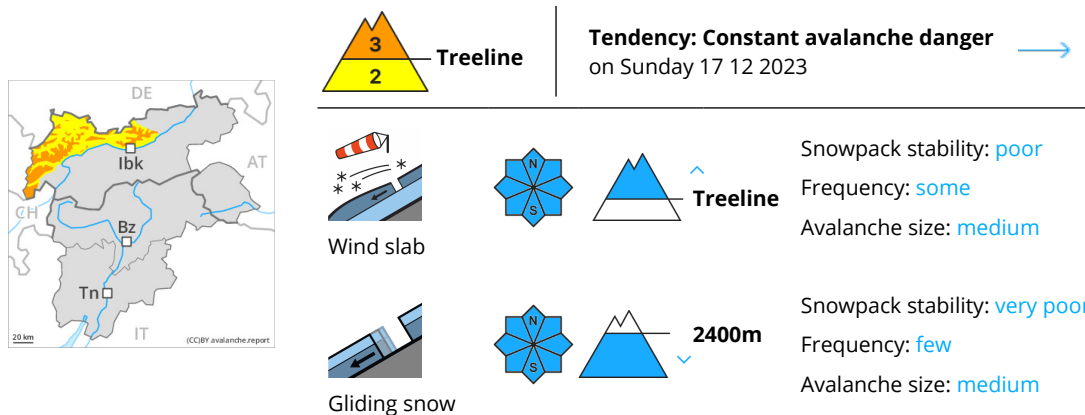 3
2
Treeline
Tendency: Constant avalanche danger
on Sunday 17 12 2023
DE
Ibk
AT
CH
Bz
Tn
IT
20 km
(CC)BY avalanche.report
N
S
Treeline
Snowpack stability: poor
Frequency: some
Avalanche size: medium
Wind slab
N
S
2400m
Snowpack stability: very poor
Frequency: few
Avalanche size: medium
Gliding snow